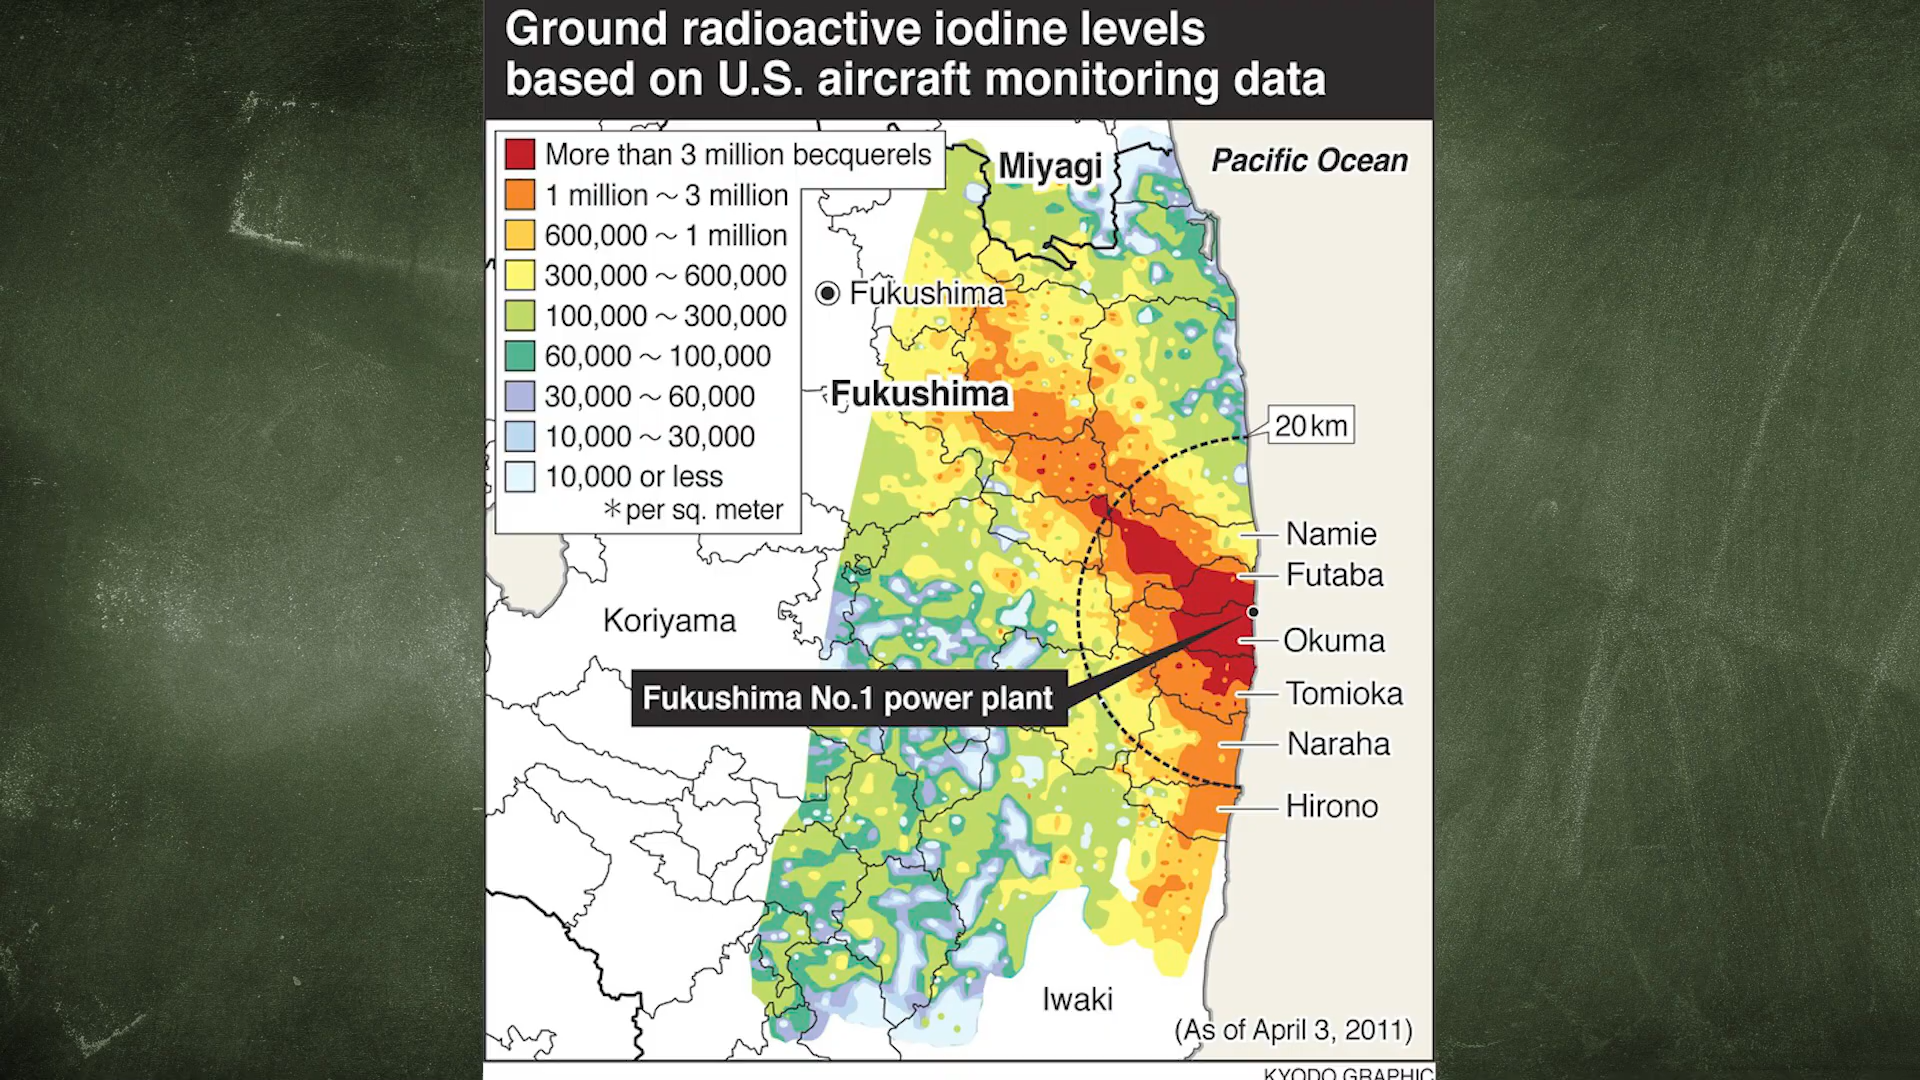 Ground radioactive iodine levels
based on U.S. aircraft monitoring data
More than 3 million becquerels
1 million ~ 3 million
600,000 ~ 1 million
300,000 ~ 600,000
100,000 ~ 300,000
60,000 ~ 100,000
30,000 ~ 60,000
10,000 ~ 30,000
10,000 or less
*per sq. meter
Miyagi
Pacific Ocean
Fukushima
Fukushima
20 km
Namie
Futaba
Koriyama
Okuma
Fukushima No.1 power plant
Tomioka
Naraha
Hirono
Iwaki
(As of April 3, 2011)
KYODO GRAPHIC